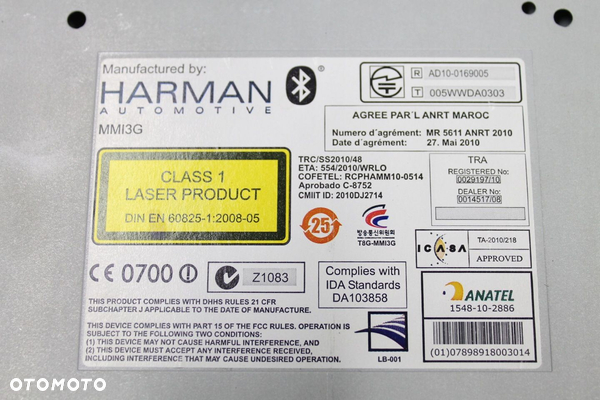 Manufactured by:
HARMAN ®
AUTOMOTIVE
MMI3G
R AD10-0169005
T 005WWDA0303
AGREE PAR´L ANRT MAROC
Numero d´agrément: MR 5611 ANRT 2010
Date d´agrément: 27. Mai 2010
CLASS 1
LASER PRODUCT
DIN EN 60825-1:2008-05
TRC/SS2010/48
ETA: 554/2010/WRLO
COFETEL: RCPHAMM10-0514
Aprobado C-8752
CMIIT ID: 2010DJ2714
TRA
REGISTERED No:
0029197/10
DEALER No:
0014517/08
25
방송통신위원회
T8G-MMI3G
ICASA
TA-2010/218
APPROVED
CE 0700
N
Z1083
Complies with
IDA Standards
DA103858
ANATEL
1548-10-2886
(01)07898918003014
THIS PRODUCT COMPLIES WITH DHHS RULES 21 CFR
SUBCHAPTER J APPLICABLE TO THE DATE OF MANUFACTURE.
THIS DEVICE COMPLIES WITH PART 15 OF THE FCC RULES. OPERATION IS
SUBJECT TO THE FOLLOWING TWO CONDITIONS:
(1) THIS DEVICE MAY NOT CAUSE HARMFUL INTERFERENCE, AND
(2) THIS DEVICE MUST ACCEPT ANY INTERFERENCE RECEIVED,
INCLUDING INTERFERENCE THAT MAY CAUSE UNDESIRED OPERATION.
LB-001
OTOMOTO